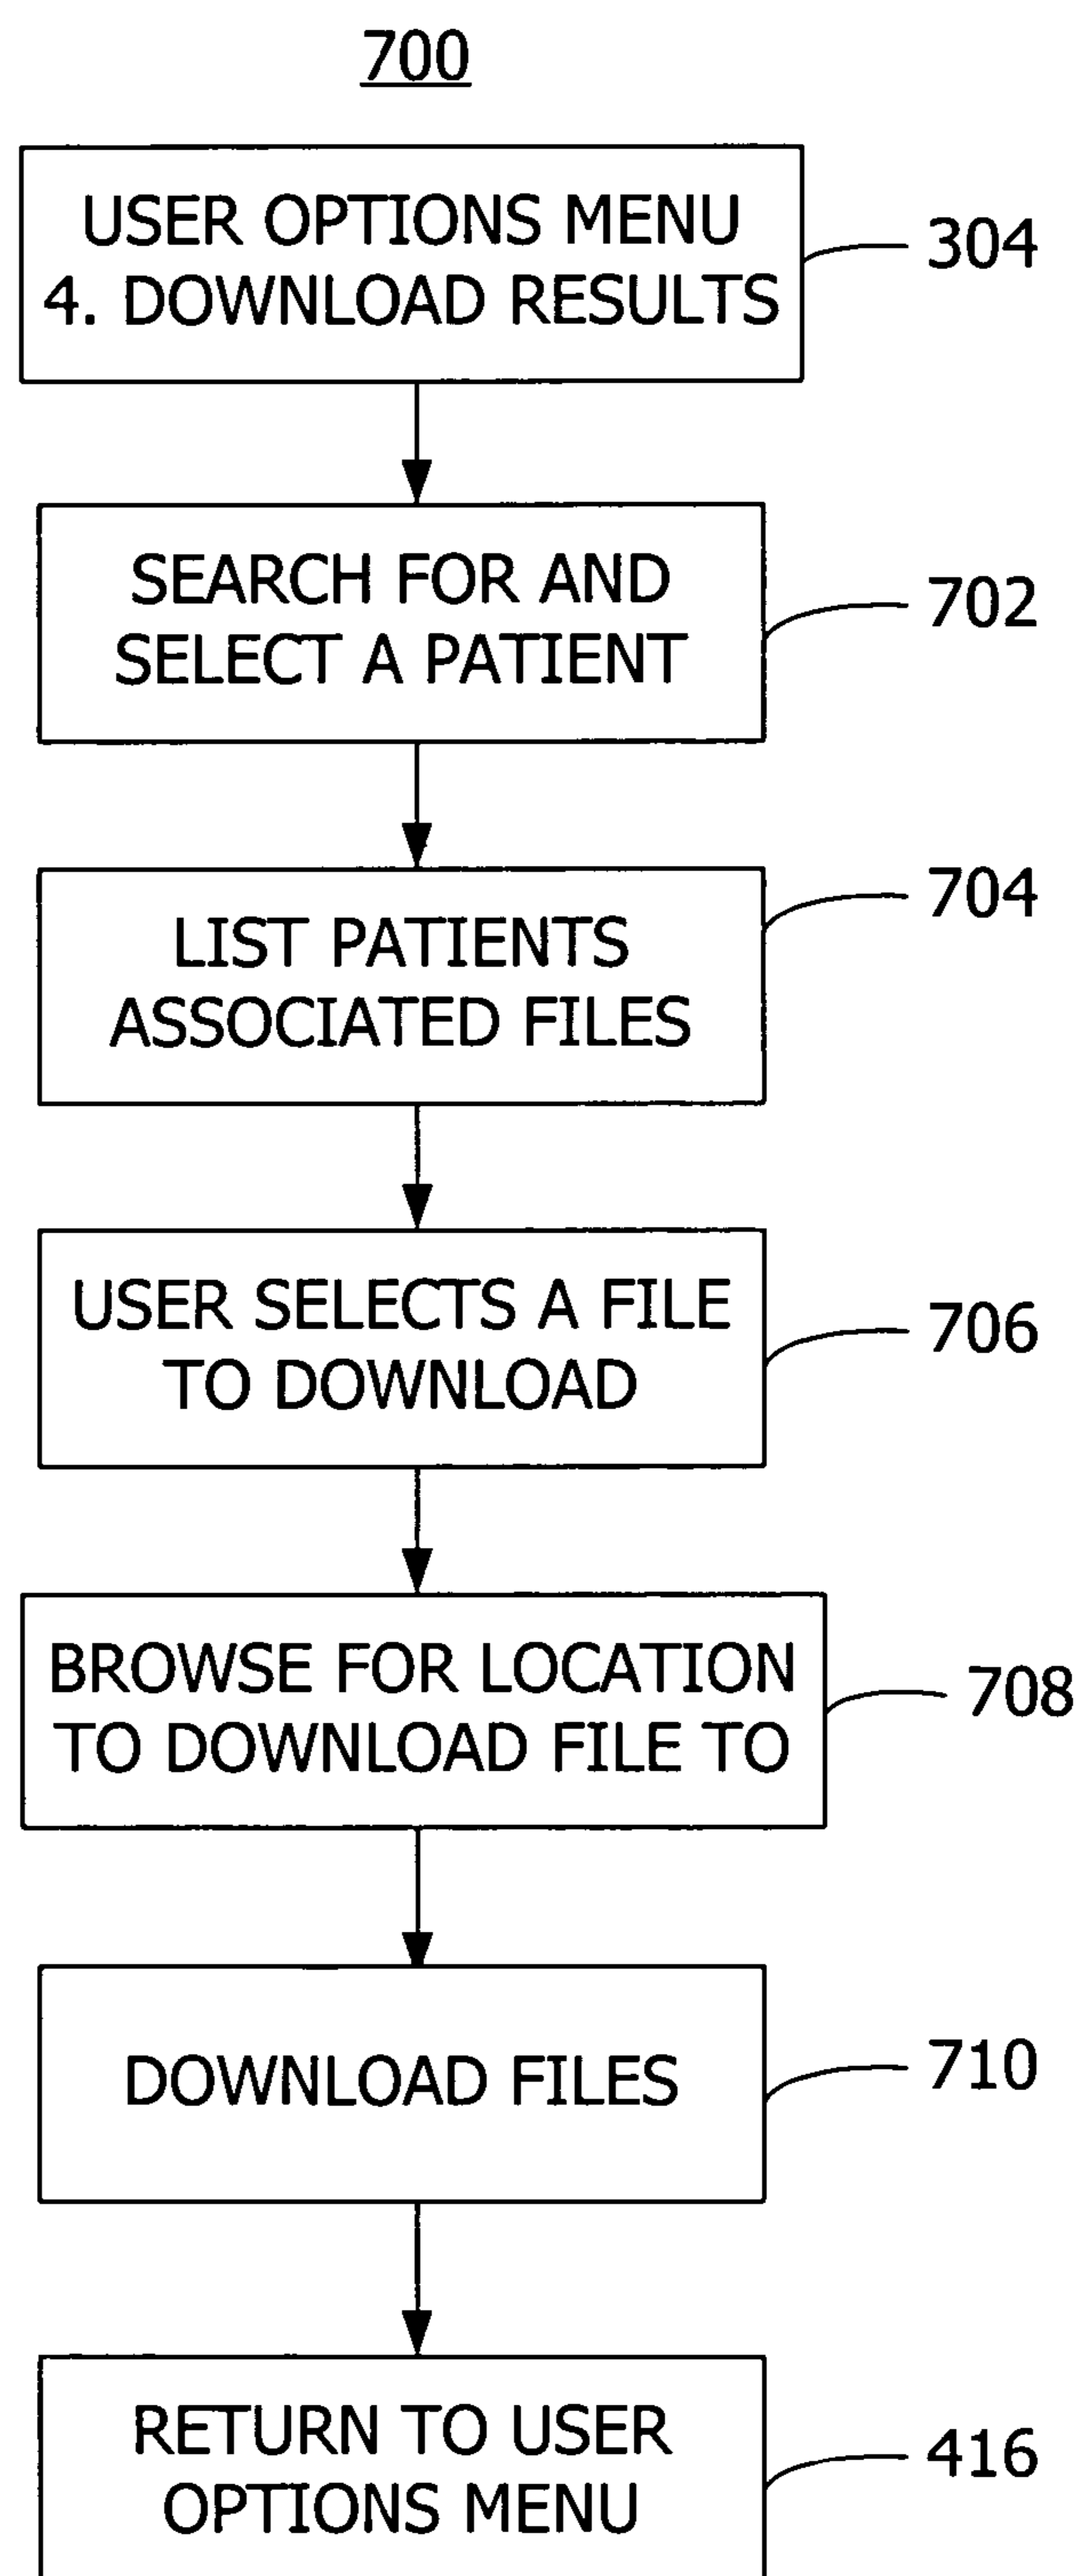 700
USER OPTIONS MENU
4. DOWNLOAD RESULTS
304
SEARCH FOR AND
SELECT A PATIENT
702
LIST PATIENTS
ASSOCIATED FILES
704
USER SELECTS A FILE
TO DOWNLOAD
706
BROWSE FOR LOCATION
TO DOWNLOAD FILE TO
708
DOWNLOAD FILES
710
RETURN TO USER
OPTIONS MENU
416